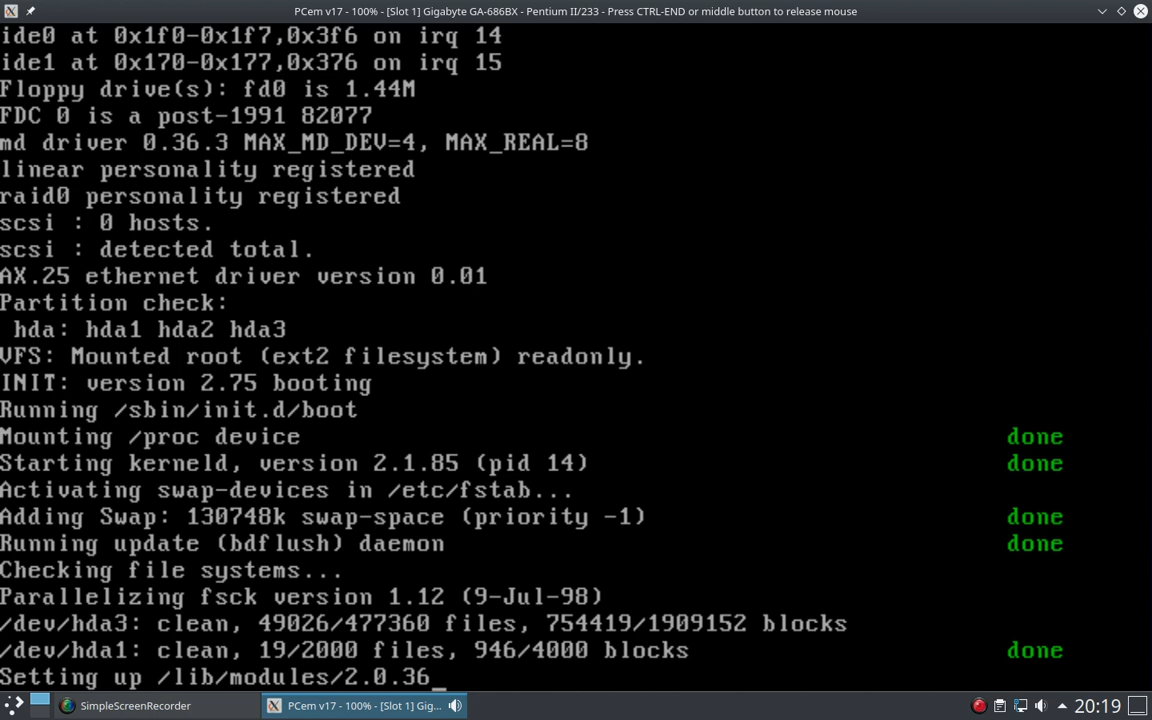 PCem v17 - 100% - [Slot 1] Gigabyte GA-686BX - Pentium II/233 - Press CTRL-END or middle button to release mouse
ide0 at 0x1f0-0x1f7,0x3f6 on irq 14
ide1 at 0x170-0x177,0x376 on irq 15
Floppy drive(s): fd0 is 1.44M
FDC 0 is a post-1991 82077
md driver 0.36.3 MAX_MD_DEV=4, MAX_REAL=8
linear personality registered
raid0 personality registered
scsi : 0 hosts.
scsi : detected total.
AX.25 ethernet driver version 0.01
Partition check:
 hda: hda1 hda2 hda3
VFS: Mounted root (ext2 filesystem) readonly.
INIT: version 2.75 booting
Running /sbin/init.d/boot
Mounting /proc device done
Starting kerneld, version 2.1.85 (pid 14) done
Activating swap-devices in /etc/fstab...
Adding Swap: 130748k swap-space (priority -1) done
Running update (bdflush) daemon done
Checking file systems...
Parallelizing fsck version 1.12 (9-Jul-98)
/dev/hda3: clean, 49026/477360 files, 754419/1909152 blocks
/dev/hda1: clean, 19/2000 files, 946/4000 blocks done
Setting up /lib/modules/2.0.36_
SimpleScreenRecorder PCem v17 - 100% - [Slot 1] Gig... 20:19